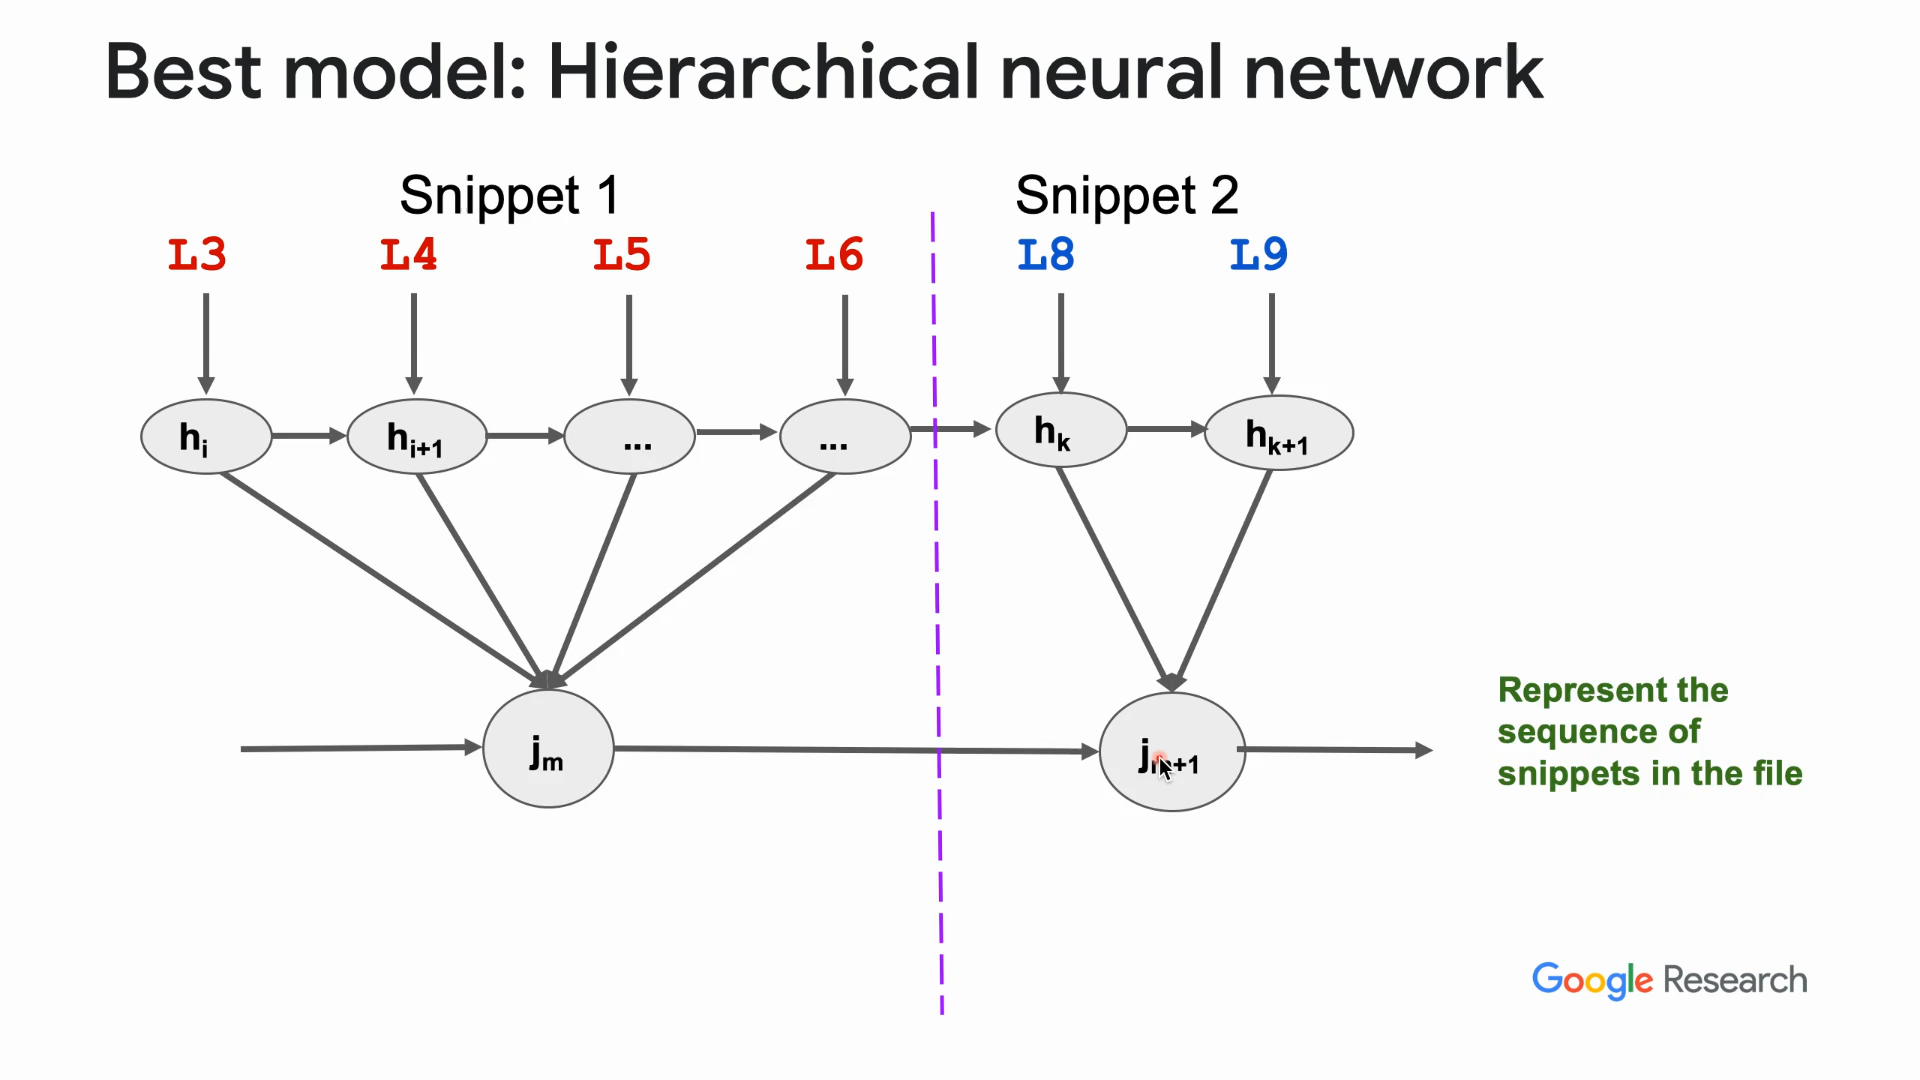 Best model: Hierarchical neural network
Snippet 1
Snippet 2
L3 L4 L5 L6 L8 L9
hi hi+1 ... ... hk hk+1
jm
Represent the
sequence of
snippets in the file
Google Research